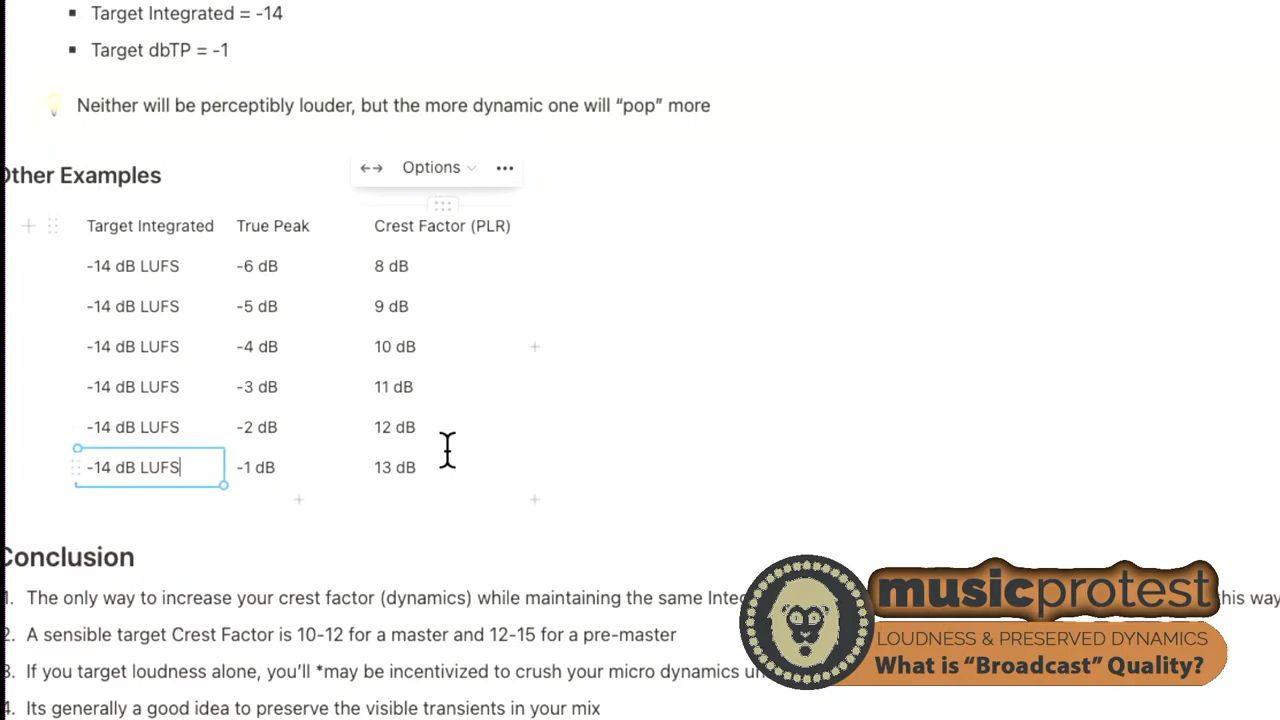 Target Integrated = -14
Target dbTP = -1
Neither will be perceptibly louder, but the more dynamic one will “pop” more
Other Examples
Options
Target Integrated True Peak Crest Factor (PLR)
-14 dB LUFS -6 dB 8 dB
-14 dB LUFS -5 dB 9 dB
-14 dB LUFS -4 dB 10 dB
-14 dB LUFS -3 dB 11 dB
-14 dB LUFS -2 dB 12 dB
-14 dB LUFS -1 dB 13 dB
Conclusion
1. The only way to increase your crest factor (dynamics) while maintaining the same this way
2. A sensible target Crest Factor is 10-12 for a master and 12-15 for a pre-master
3. If you target loudness alone, you’ll *may be incentivized to crush your micro dynamics
4. Its generally a good idea to preserve the visible transients in your mix
musicprotest
LOUDNESS & PRESERVED DYNAMICS
What is “Broadcast” Quality?